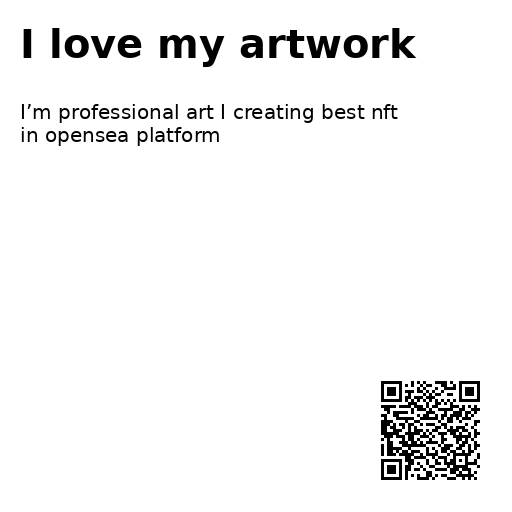 I love my artwork
I’m professional art I creating best nft
in opensea platform